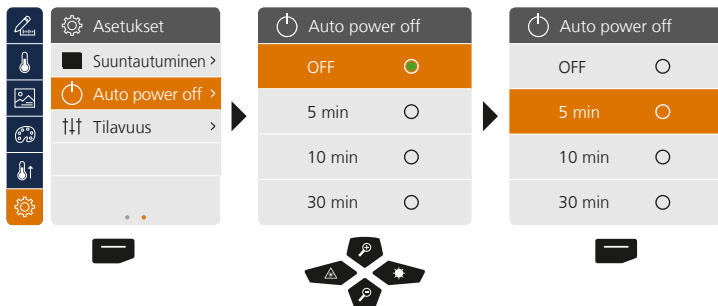 Asetukset
Suuntautuminen >
Auto power off >
Tilavuus >
Auto power off
OFF
5 min
10 min
30 min
Auto power off
OFF
5 min
10 min
30 min